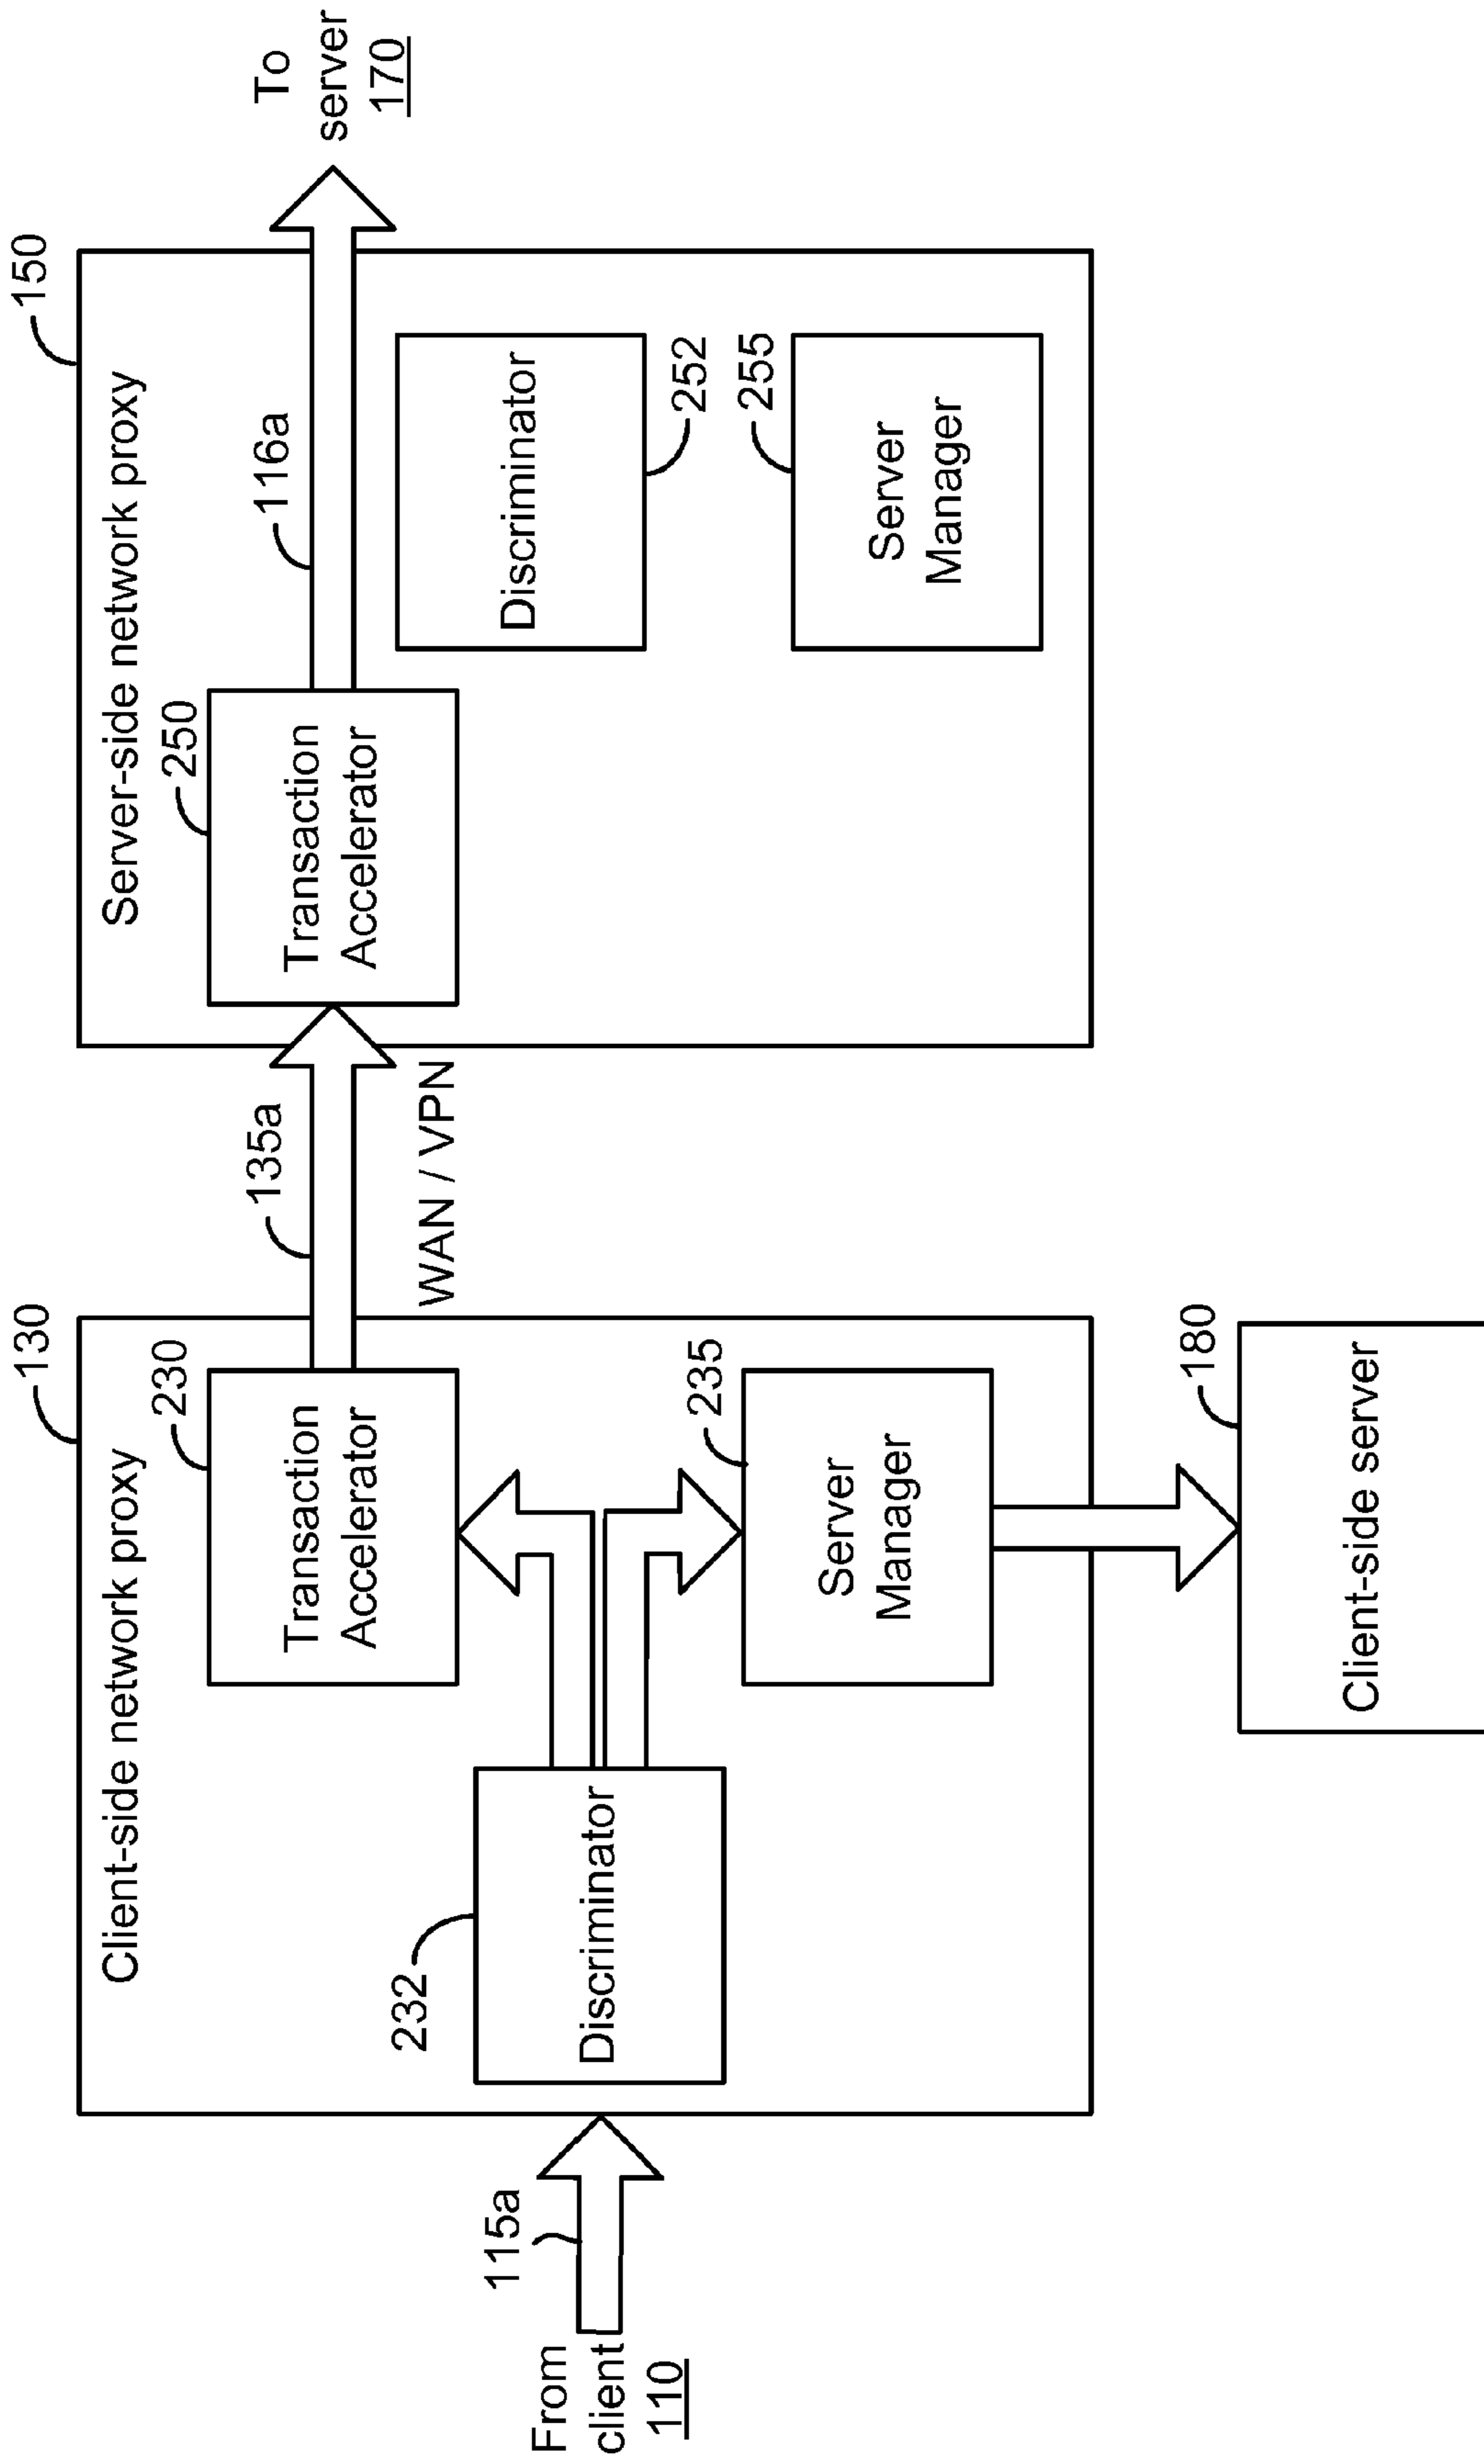 From
client
110
115a
Client-side network proxy
130
232
Discriminator
Transaction
Accelerator
230
Server
Manager
235
Client-side server
180
135a
WAN / VPN
Server-side network proxy
150
250
Transaction
Accelerator
116a
Discriminator
252
255
Server
Manager
To
server
170